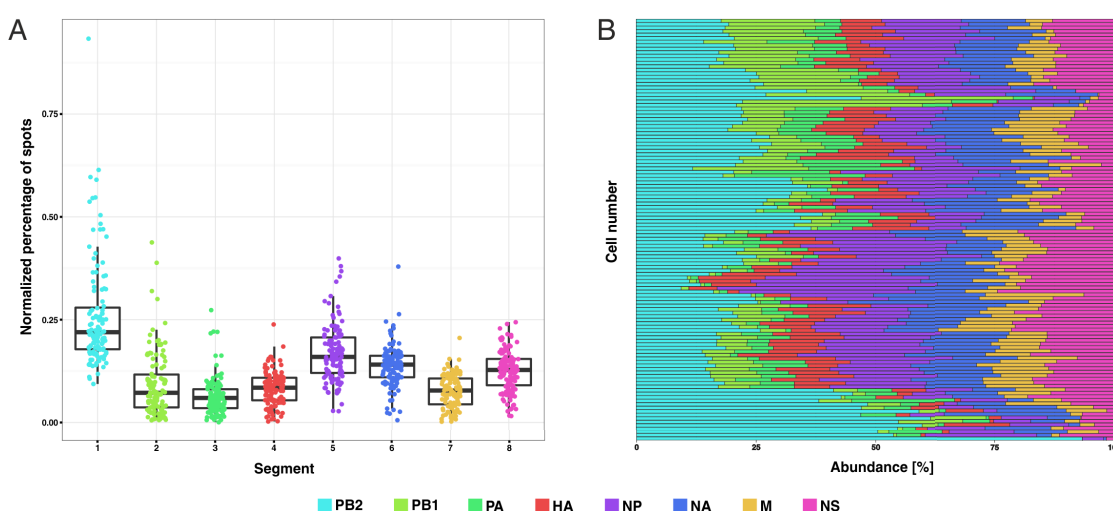 A
B
Normalized percentage of spots
0.75
0.50
0.25
0.00
1 2 3 4 5 6 7 8
Segment
Cell number
0 25 50 75 10
Abundance [%]
PB2 PB1 PA HA NP NA M NS